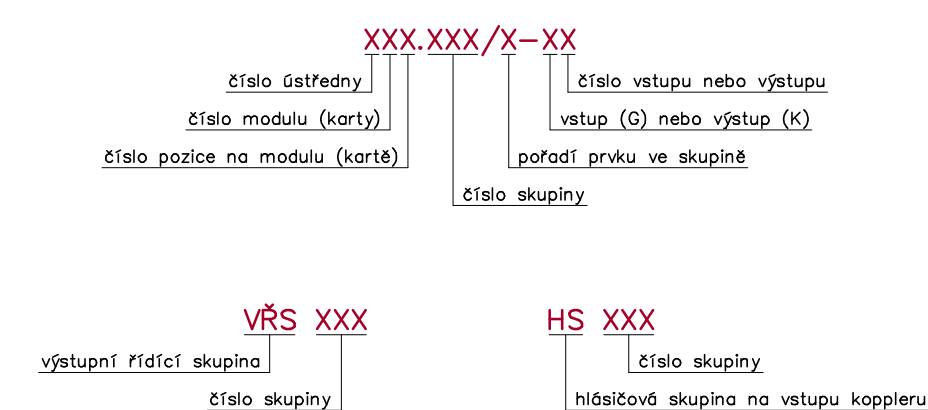 XXX.XXX/X-XX
číslo ústředny číslo vstupu nebo výstupu
číslo modulu (karty) vstup (G) nebo výstup (K)
číslo pozice na modulu (kartě) pořadí prvku ve skupině
číslo skupiny
VŘS XXX HS XXX
výstupní řídící skupina číslo skupiny
číslo skupiny hlásičová skupina na vstupu koppleru